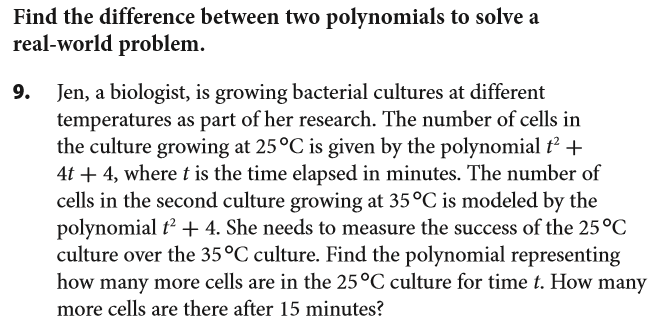 Find the difference between two polynomials to solve a
real-world problem.
9. Jen, a biologist, is growing bacterial cultures at different
temperatures as part of her research. The number of cells in
the culture growing at 25°C is given by the polynomial t² +
4t + 4, where t is the time elapsed in minutes. The number of
cells in the second culture growing at 35°C is modeled by the
polynomial t² + 4. She needs to measure the success of the 25°C
culture over the 35°C culture. Find the polynomial representing
how many more cells are in the 25°C culture for time t. How many
more cells are there after 15 minutes?